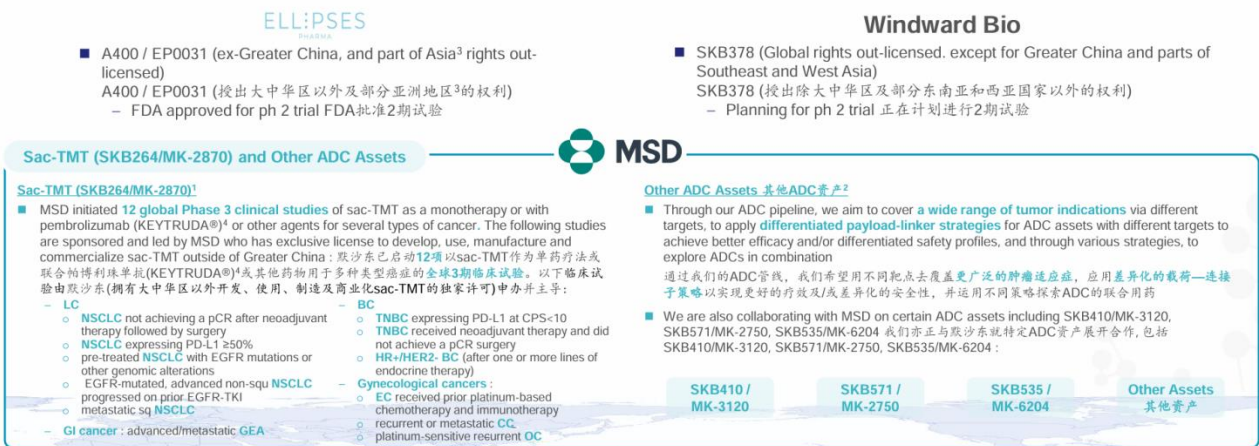 ELL:PSES
PHARMA
A400 / EP0031 (ex-Greater China, and part of Asia³ rights out-
licensed)
A400 / EP0031 (授出大中华区以外及部分亚洲地区³的权利)
– FDA approved for ph 2 trial FDA批准2期试验
Windward Bio
SKB378 (Global rights out-licensed. except for Greater China and parts of
Southeast and West Asia)
SKB378 (授出除大中华区及部分东南亚和西亚国家以外的权利)
– Planning for ph 2 trial 正在计划进行2期试验
Sac-TMT (SKB264/MK-2870) and Other ADC Assets
MSD
Sac-TMT (SKB264/MK-2870)¹
MSD initiated 12 global Phase 3 clinical studies of sac-TMT as a monotherapy or with
pembrolizumab (KEYTRUDA®)⁴ or other agents for several types of cancer. The following studies
are sponsored and led by MSD who has exclusive license to develop, use, manufacture and
commercialize sac-TMT outside of Greater China : 默沙东已启动12项以sac-TMT作为单药疗法或
联合帕博利珠单抗(KEYTRUDA®)⁴或其他药物用于多种类型癌症的全球3期临床试验。以下临床试
验由默沙东(拥有大中华区以外开发、使用、制造及商业化sac-TMT的独家许可)申办并主导:
– LC
○ NSCLC not achieving a pCR after neoadjuvant
therapy followed by surgery
○ NSCLC expressing PD-L1 ≥50%
○ pre-treated NSCLC with EGFR mutations or
other genomic alterations
○ EGFR-mutated, advanced non-squ NSCLC
progressed on prior EGFR-TKI
○ metastatic sq NSCLC
– GI cancer : advanced/metastatic GEA
– BC
○ TNBC expressing PD-L1 at CPS<10
○ TNBC received neoadjuvant therapy and did
not achieve a pCR surgery
○ HR+/HER2- BC (after one or more lines of
endocrine therapy)
– Gynecological cancers :
○ EC received prior platinum-based
chemotherapy and immunotherapy
○ recurrent or metastatic CC
○ platinum-sensitive recurrent OC
Other ADC Assets 其他ADC资产²
Through our ADC pipeline, we aim to cover a wide range of tumor indications via different
targets, to apply differentiated payload-linker strategies for ADC assets with different targets to
achieve better efficacy and/or differentiated safety profiles, and through various strategies, to
explore ADCs in combination
通过我们的ADC管线，我们希望用不同靶点去覆盖更广泛的肿瘤适应症，应用差异化的载荷—连接
子策略以实现更好的疗效及/或差异化的安全性，并运用不同策略探索ADC的联合用药
We are also collaborating with MSD on certain ADC assets including SKB410/MK-3120,
SKB571/MK-2750, SKB535/MK-6204 我们亦正与默沙东就特定ADC资产展开合作, 包括
SKB410/MK-3120, SKB571/MK-2750, SKB535/MK-6204 :
SKB410 /
MK-3120
SKB571 /
MK-2750
SKB535 /
MK-6204
Other Assets
其他资产